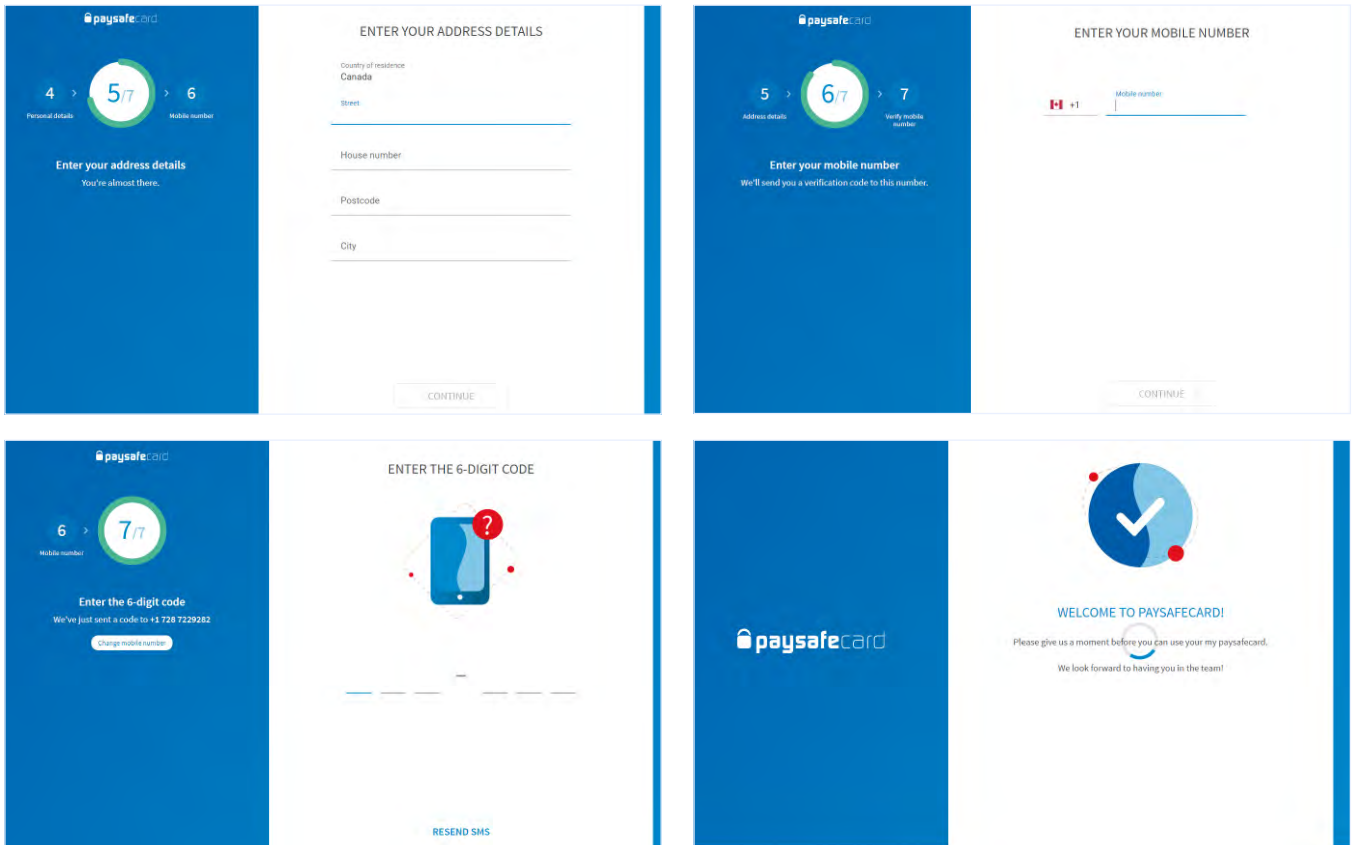 paysafecard
4 > 5/7 > 6
Personal details
Mobile number
Enter your address details
You're almost there.
ENTER YOUR ADDRESS DETAILS
Country of residence
Canada
Street
House number
Postcode
City
CONTINUE
paysafecard
5 > 6/7 > 7
Address details
Verify mobile
number
Enter your mobile number
We'll send you a verification code to this number.
ENTER YOUR MOBILE NUMBER
Mobile number
+1
CONTINUE
paysafecard
6 > 7/7
Mobile number
Enter the 6-digit code
We've just sent a code to +1 728 7229282
Change mobile number
ENTER THE 6-DIGIT CODE
?
RESEND SMS
paysafecard
WELCOME TO PAYSAFECARD!
Please give us a moment before you can use your my paysafecard.
We look forward to having you in the team!